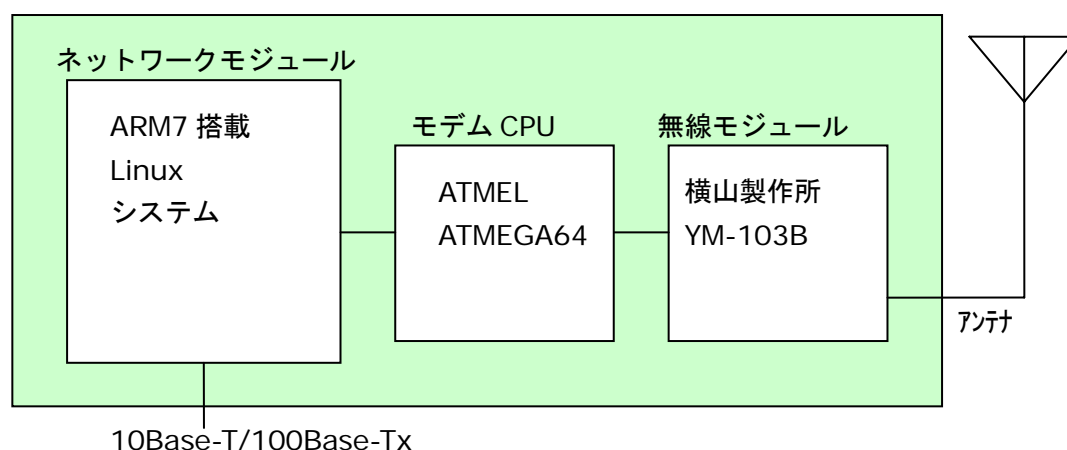 ネットワークモジュール
ARM7 搭載
Linux
システム
モデム CPU
ATMEL
ATMEGA64
無線モジュール
横山製作所
YM-103B
アンテナ
10Base-T/100Base-Tx